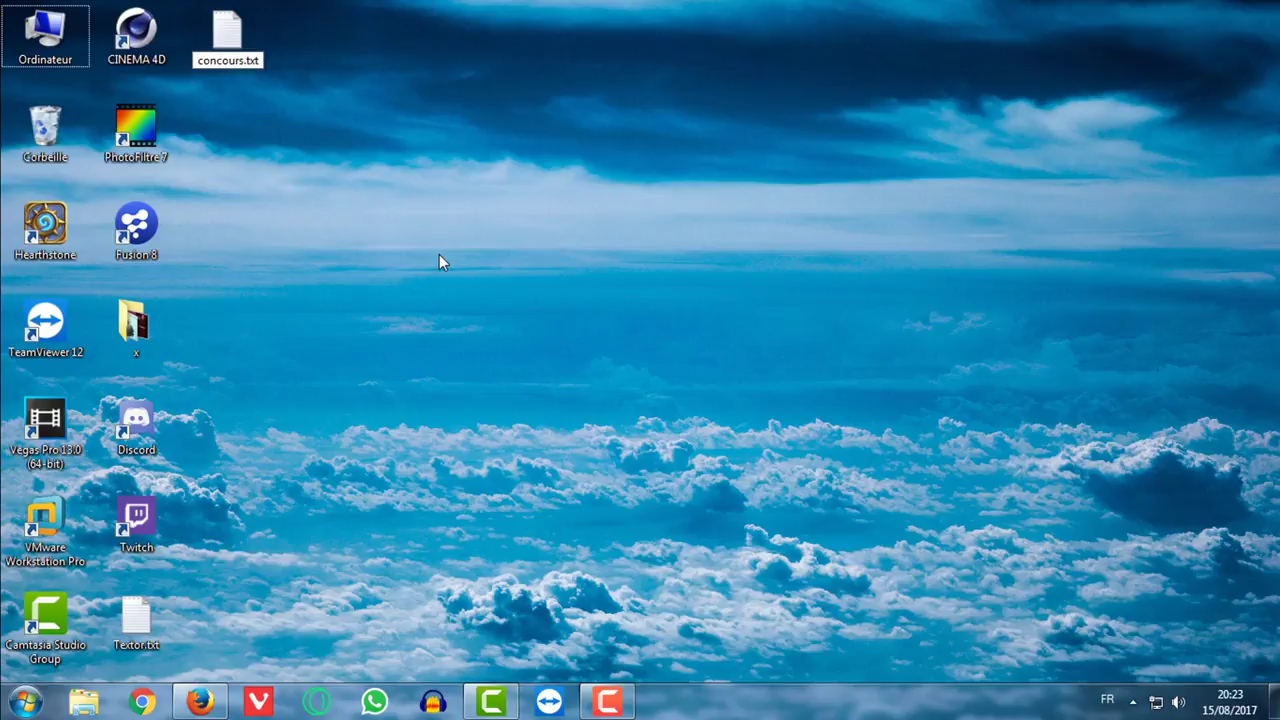 Ordinateur
CINEMA 4D
concours.txt
Corbeille
PhotoFiltre 7
Hearthstone
Fusion 8
TeamViewer 12
x
Vegas Pro 13.0
(64-bit)
Discord
VMware
Workstation Pro
Twitch
Camtasia Studio
Group
Textor.txt
FR
20:23
15/08/2017